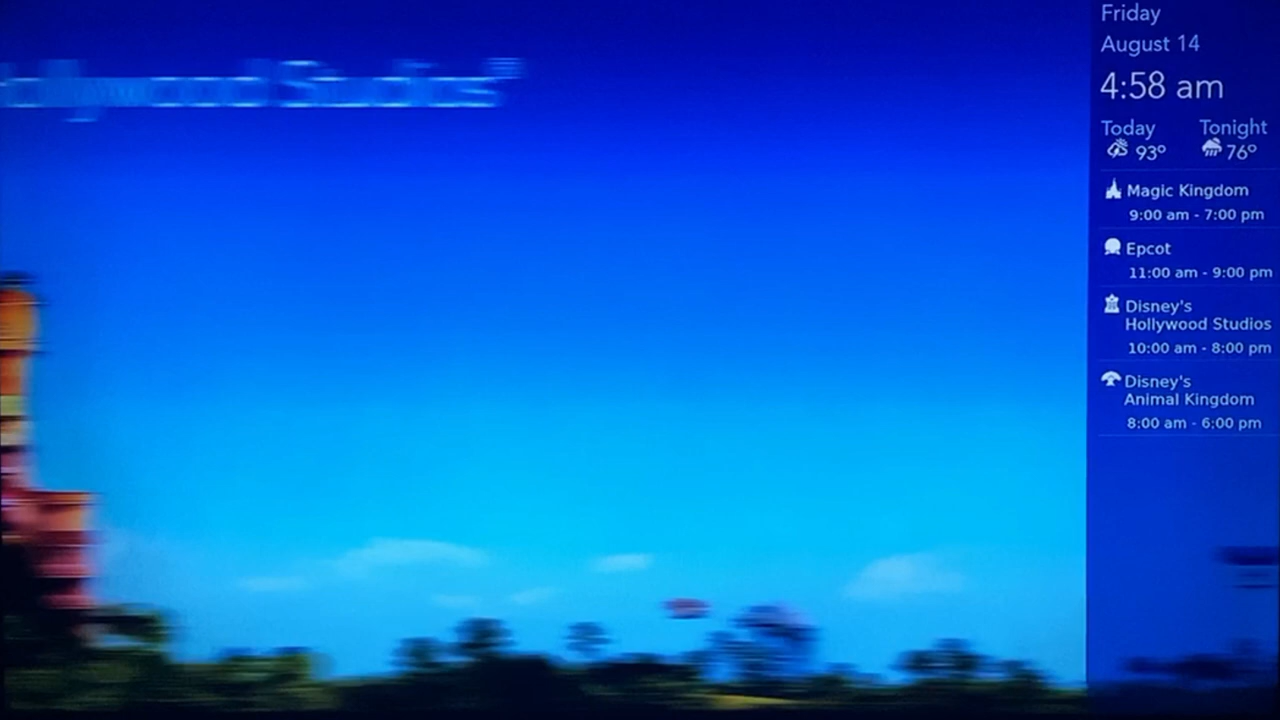 ollywood Studios
Friday
August 14
4:58 am
Today Tonight
93° 76°
Magic Kingdom
9:00 am - 7:00 pm
Epcot
11:00 am - 9:00 pm
Disney's
Hollywood Studios
10:00 am - 8:00 pm
Disney's
Animal Kingdom
8:00 am - 6:00 pm